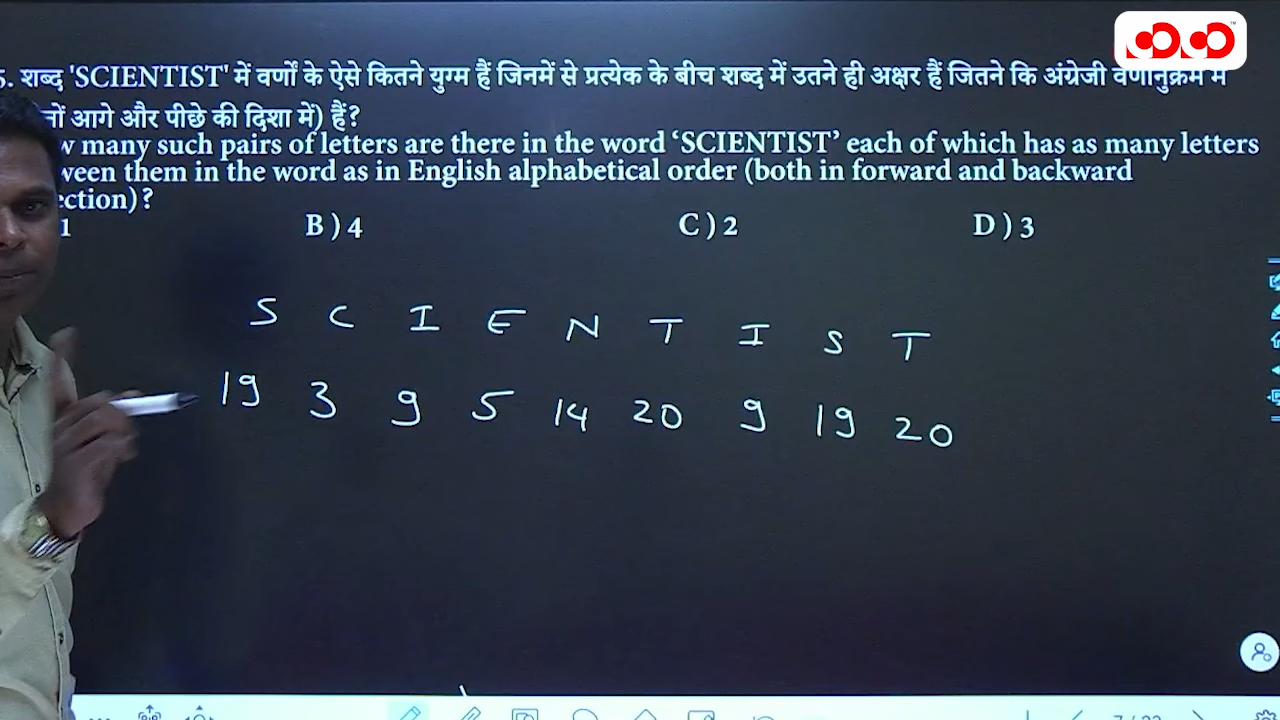 5. शब्द 'SCIENTIST' में वर्णों के ऐसे कितने युग्म हैं जिनमें से प्रत्येक के बीच शब्द में उतने ही अक्षर हैं जितने कि अंग्रेजी वर्णानुक्रम में
आगे और पीछे की दिशा में) हैं?
many such pairs of letters are there in the word ‘SCIENTIST’ each of which has as many letters
them in the word as in English alphabetical order (both in forward and backward
?
1 B ) 4 C ) 2 D ) 3
S C I E N T I S T
19 3 9 5 14 20 9 19 20